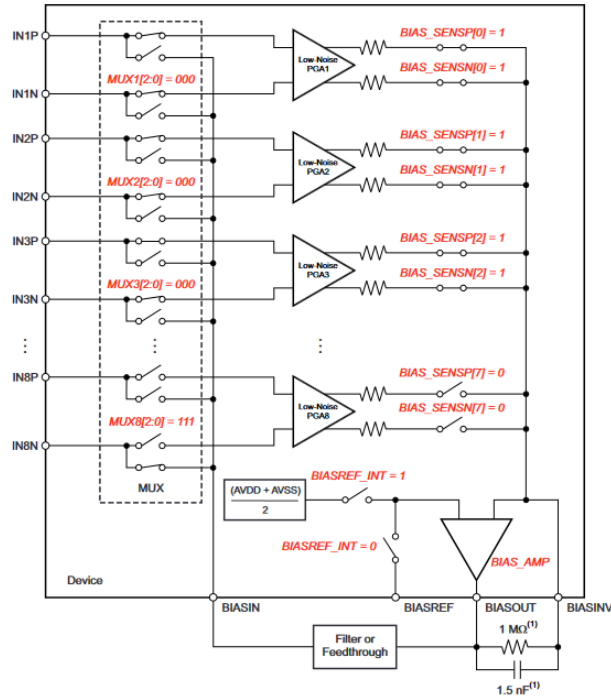 IN1P
BIAS_SENSP[0] = 1
Low-Noise
PGA1
MUX1[2:0] = 000
BIAS_SENSN[0] = 1
IN1N
IN2P
BIAS_SENSP[1] = 1
Low-Noise
PGA2
MUX2[2:0] = 000
BIAS_SENSN[1] = 1
IN2N
IN3P
BIAS_SENSP[2] = 1
Low-Noise
PGA3
MUX3[2:0] = 000
BIAS_SENSN[2] = 1
IN3N
IN8P
BIAS_SENSP[7] = 0
Low-Noise
PGA8
MUX8[2:0] = 111
BIAS_SENSN[7] = 0
IN8N
MUX
BIASREF_INT = 1
(AVDD + AVSS)
2
BIASREF_INT = 0
BIAS_AMP
Device
BIASIN
BIASREF
BIASOUT
BIASINV
Filter or
Feedthrough
1 MΩ(1)
1.5 nF(1)